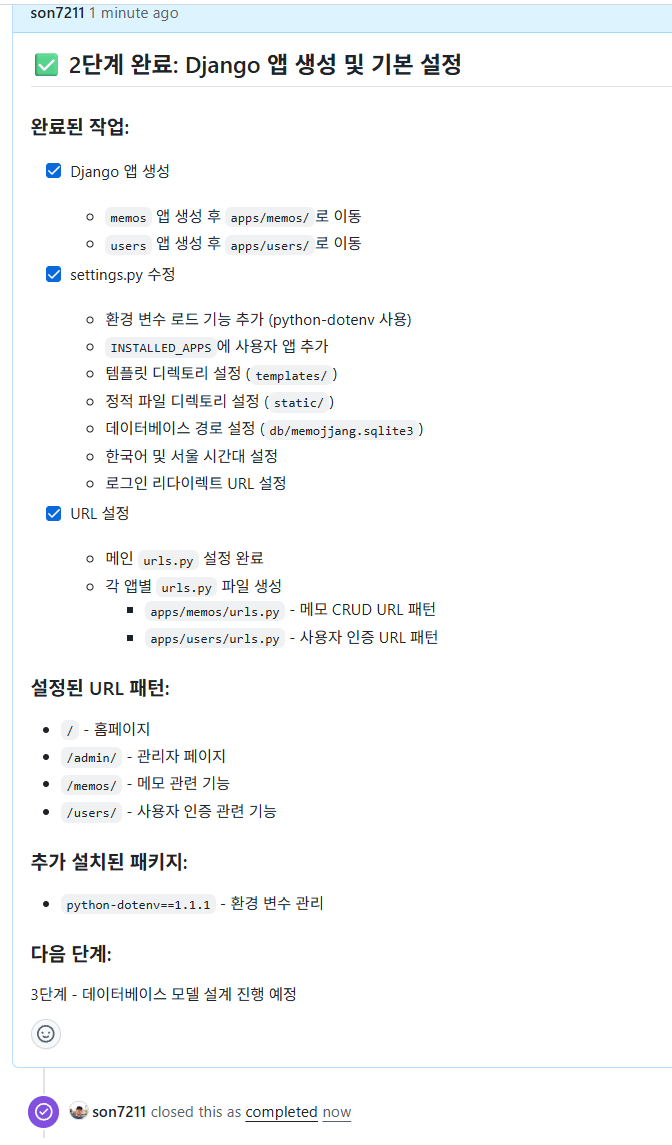 son7211 1 minute ago
2단계 완료: Django 앱 생성 및 기본 설정
완료된 작업:
Django 앱 생성
memos 앱 생성 후 apps/memos/ 로 이동
users 앱 생성 후 apps/users/ 로 이동
settings.py 수정
환경 변수 로드 기능 추가 (python-dotenv 사용)
INSTALLED_APPS 에 사용자 앱 추가
템플릿 디렉토리 설정 ( templates/ )
정적 파일 디렉토리 설정 ( static/ )
데이터베이스 경로 설정 ( db/memojjang.sqlite3 )
한국어 및 서울 시간대 설정
로그인 리다이렉트 URL 설정
URL 설정
메인 urls.py 설정 완료
각 앱별 urls.py 파일 생성
apps/memos/urls.py - 메모 CRUD URL 패턴
apps/users/urls.py - 사용자 인증 URL 패턴
설정된 URL 패턴:
/ - 홈페이지
/admin/ - 관리자 페이지
/memos/ - 메모 관련 기능
/users/ - 사용자 인증 관련 기능
추가 설치된 패키지:
python-dotenv==1.1.1 - 환경 변수 관리
다음 단계:
3단계 - 데이터베이스 모델 설계 진행 예정
son7211 closed this as completed now